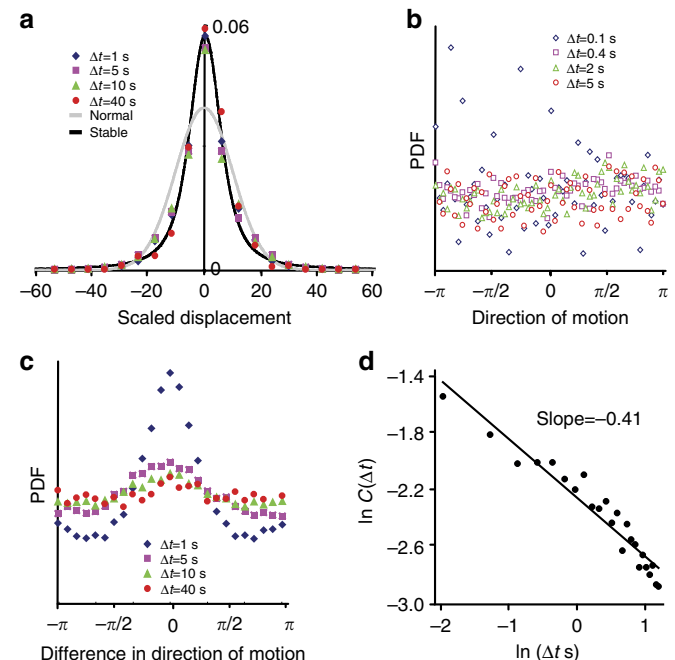 a
0.06
Δt=1 s
Δt=5 s
Δt=10 s
Δt=40 s
Normal
Stable
0
−60 −40 −20 0 20 40 60
Scaled displacement
b
Δt=0.1 s
Δt=0.4 s
Δt=2 s
Δt=5 s
PDF
−π −π/2 0 π/2 π
Direction of motion
c
PDF
Δt=1 s
Δt=5 s
Δt=10 s
Δt=40 s
−π −π/2 0 π/2 π
Difference in direction of motion
d
−1.4
−1.8
−2.2
−2.6
−3.0
Slope=−0.41
ln C(Δt)
−2 −1 0 1
ln (Δt s)